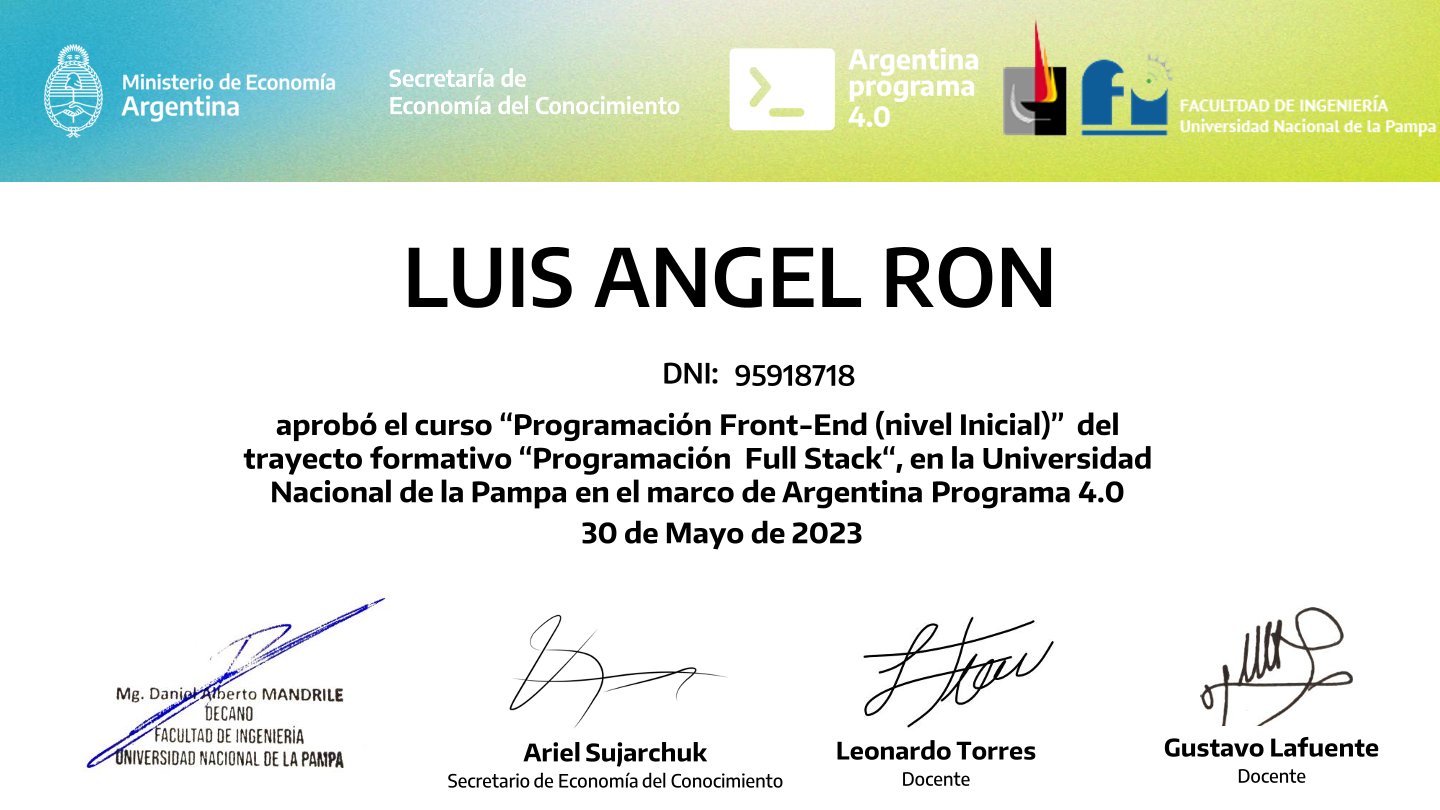 Ministerio de Economía
Argentina
Secretaría de
Economía del Conocimiento
Argentina
programa
4.0
FACULTDAD DE INGENIERÍA
Universidad Nacional de la Pampa
LUIS ANGEL RON
DNI: 95918718
aprobó el curso “Programación Front-End (nivel Inicial)” del
trayecto formativo “Programación Full Stack“, en la Universidad
Nacional de la Pampa en el marco de Argentina Programa 4.0
30 de Mayo de 2023
Mg. Daniel Alberto MANDRILE
DECANO
FACULTAD DE INGENIERÍA
UNIVERSIDAD NACIONAL DE LA PAMPA
Ariel Sujarchuk
Secretario de Economía del Conocimiento
Leonardo Torres
Docente
Gustavo Lafuente
Docente